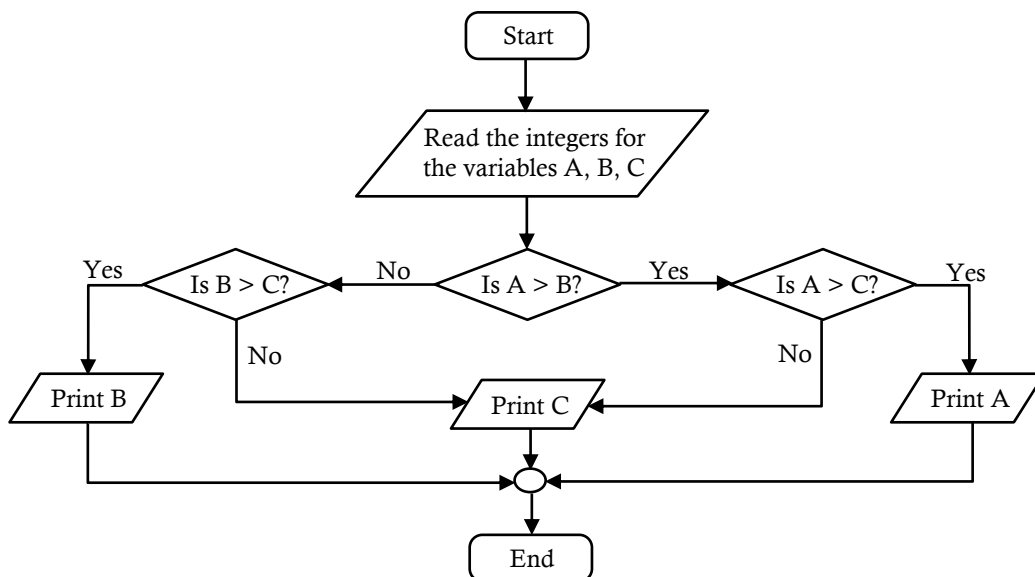 Start
Read the integers for
the variables A, B, C
Yes
Is B > C?
No
Is A > B?
Yes
Is A > C?
Yes
No
No
Print B
Print C
Print A
End